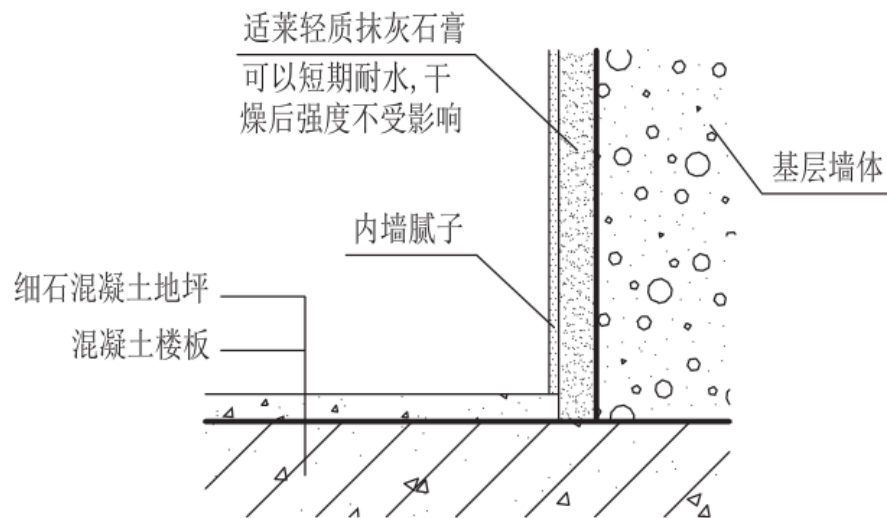 适莱轻质抹灰石膏
可以短期耐水,干
燥后强度不受影响
基层墙体
内墙腻子
细石混凝土地坪
混凝土楼板